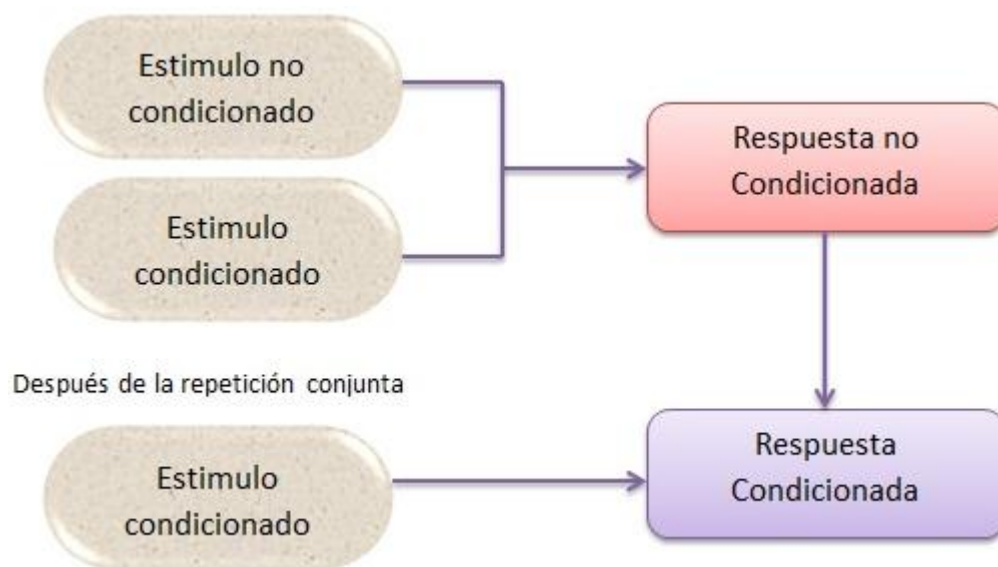 Estimulo no
condicionado
Respuesta no
Condicionada
Estimulo
condicionado
Después de la repetición conjunta
Estimulo
condicionado
Respuesta
Condicionada